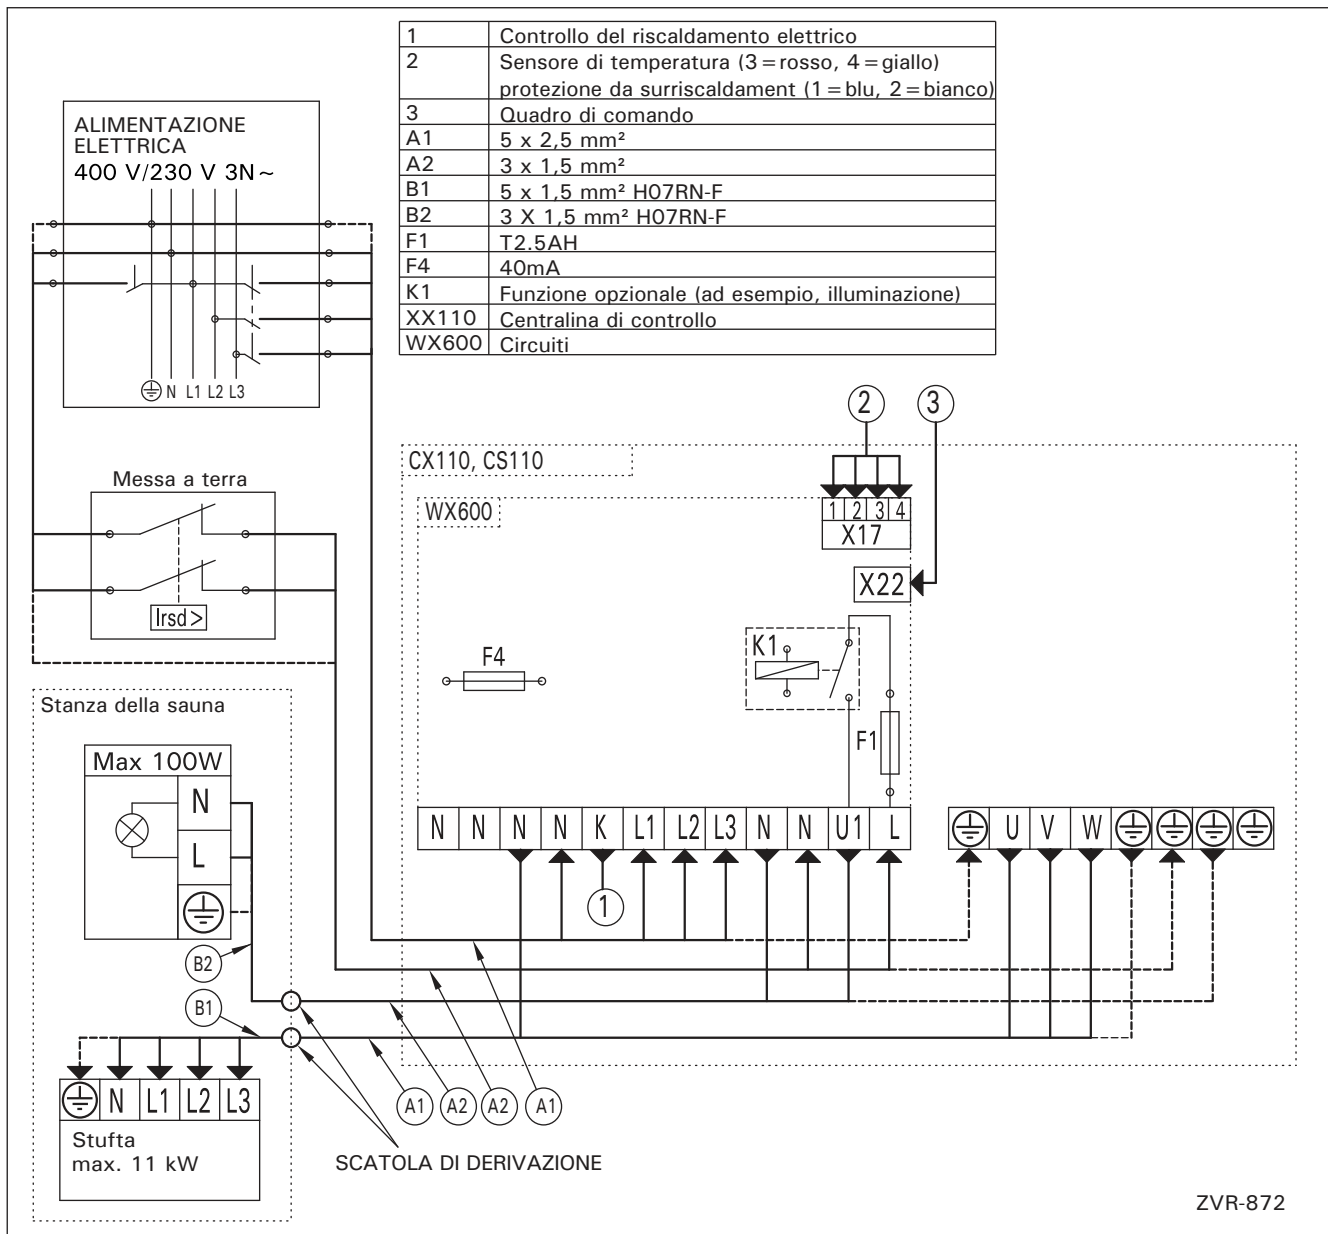 1 Controllo del riscaldamento elettrico
2 Sensore di temperatura (3=rosso, 4=giallo)
protezione da surriscaldament (1=blu, 2=bianco)
3 Quadro di comando
A1 5 x 2,5 mm²
A2 3 x 1,5 mm²
B1 5 x 1,5 mm² H07RN-F
B2 3 X 1,5 mm² H07RN-F
F1 T2.5AH
F4 40mA
K1 Funzione opzionale (ad esempio, illuminazione)
XX110 Centralina di controllo
WX600 Circuiti
ALIMENTAZIONE
ELETTRICA
400 V/230 V 3N~
N L1 L2 L3
2 3
CX110, CS110
Messa a terra
WX600
1 2 3 4
X17
X22
Irsd>
K1
F4
F1
Stanza della sauna
Max 100W
N
L
N N N N K L1 L2 L3 N N U1 L
U V W
1
B2
B1
N L1 L2 L3
A1 A2 A2 A1
Stufta
max. 11 kW
SCATOLA DI DERIVAZIONE
ZVR-872